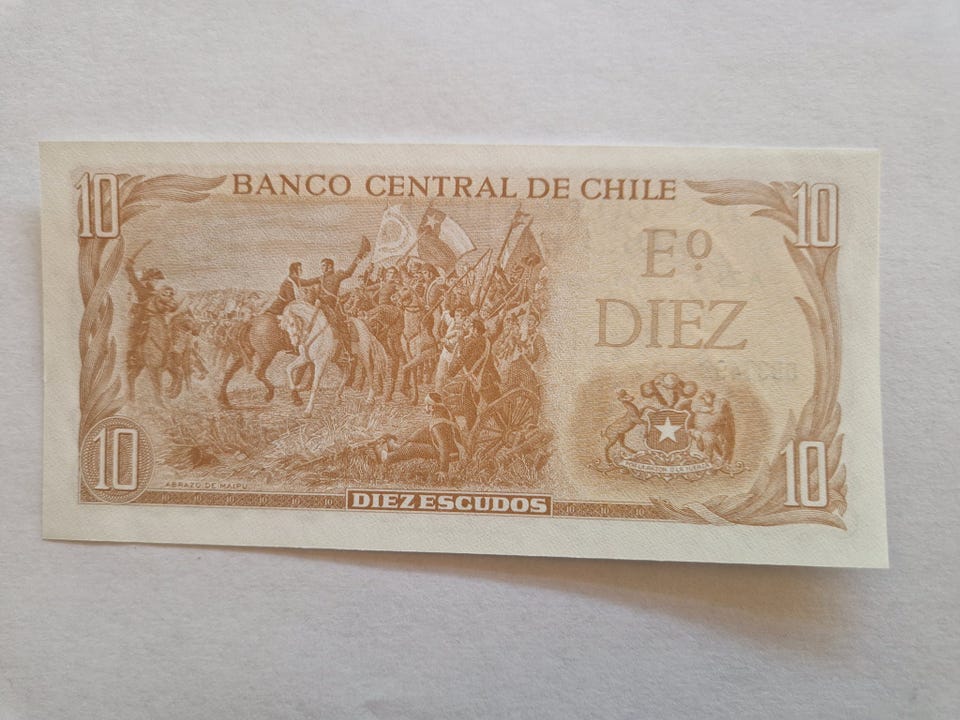 10 BANCO CENTRAL DE CHILE 10
Eº
DIEZ
10 10
ABRAZO DE MAIPU
DIEZ ESCUDOS